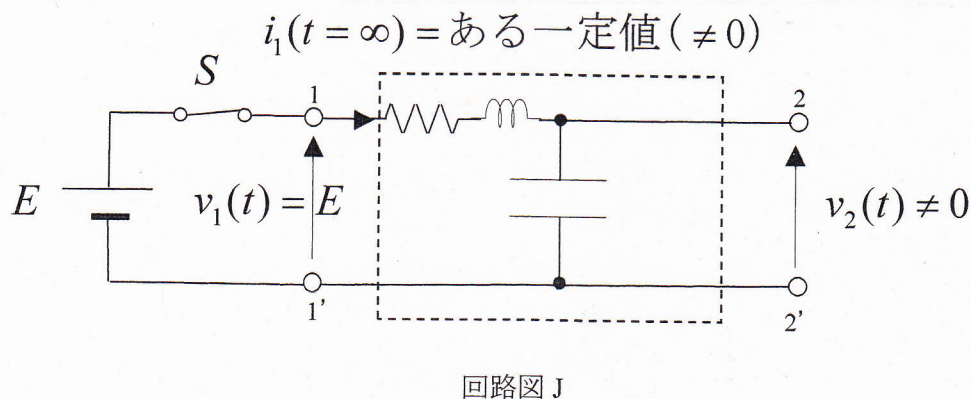 i₁(t = ∞) = ある一定値( ≠ 0)
S
1
2
E
v₁(t) = E
v₂(t) ≠ 0
1'
2'
回路図 J